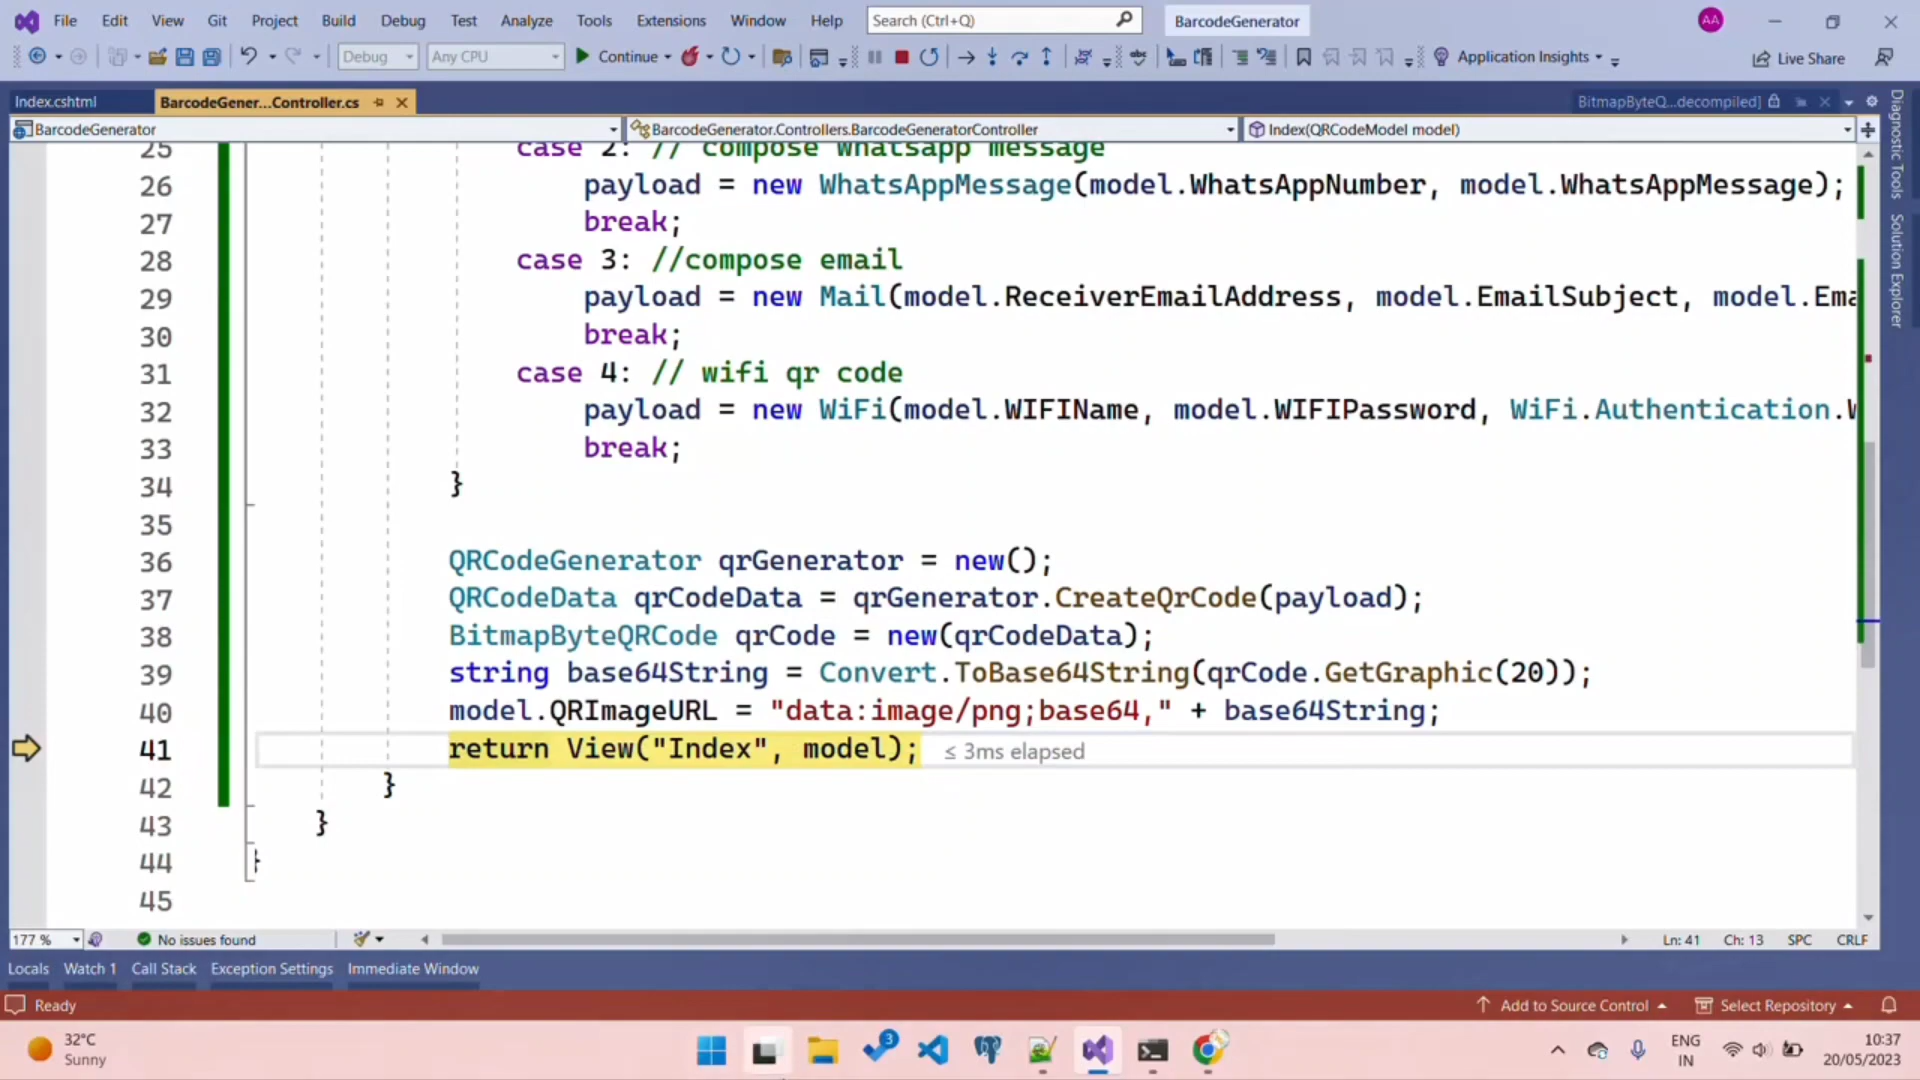 File Edit View Git Project Build Debug Test Analyze Tools Extensions Window Help Search (Ctrl+Q) BarcodeGenerator AA
Debug Any CPU Continue Application Insights Live Share
Index.cshtml BarcodeGener...Controller.cs BitmapByteQ...decompiled]
BarcodeGenerator BarcodeGenerator.Controllers.BarcodeGeneratorController Index(QRCodeModel model)
25 case 2: // compose whatsapp message
26 payload = new WhatsAppMessage(model.WhatsAppNumber, model.WhatsAppMessage);
27 break;
28 case 3: //compose email
29 payload = new Mail(model.ReceiverEmailAddress, model.EmailSubject, model.Ema
30 break;
31 case 4: // wifi qr code
32 payload = new WiFi(model.WIFIName, model.WIFIPassword, WiFi.Authentication.W
33 break;
34 }
35
36 QRCodeGenerator qrGenerator = new();
37 QRCodeData qrCodeData = qrGenerator.CreateQrCode(payload);
38 BitmapByteQRCode qrCode = new(qrCodeData);
39 string base64String = Convert.ToBase64String(qrCode.GetGraphic(20));
40 model.QRImageURL = "data:image/png;base64," + base64String;
41 return View("Index", model); ≤ 3ms elapsed
42 }
43 }
44 }
45
Diagnostic Tools
Solution Explorer
177 % No issues found Ln: 41 Ch: 13 SPC CRLF
Locals Watch 1 Call Stack Exception Settings Immediate Window
Ready Add to Source Control Select Repository
32°C
Sunny
3
ENG
IN
10:37
20/05/2023